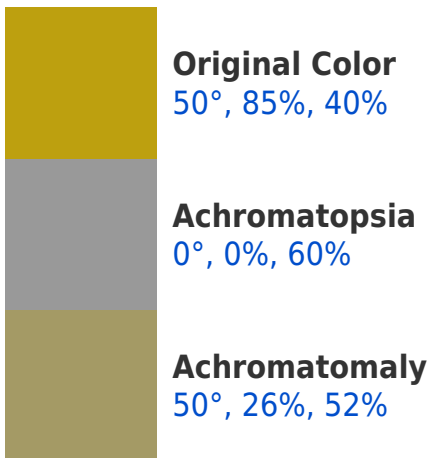 Original Color
50°, 85%, 40%
Achromatopsia
0°, 0%, 60%
Achromatomaly
50°, 26%, 52%